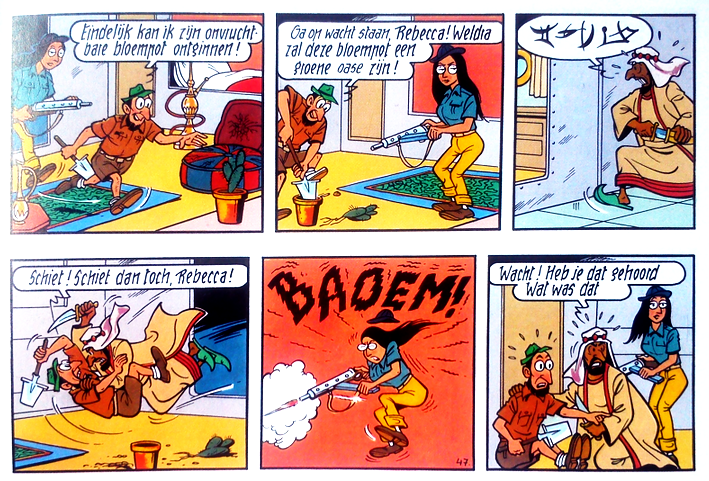 Eindelijk kan ik zijn onvrucht-
bare bloempot ontginnen!
Ga op wacht staan, Rebecca! Weldra
zal deze bloempot een
groene oase zijn!
Schiet! Schiet dan toch, Rebecca!
BAOEM!
47
Wacht! Heb je dat gehoord
Wat was dat